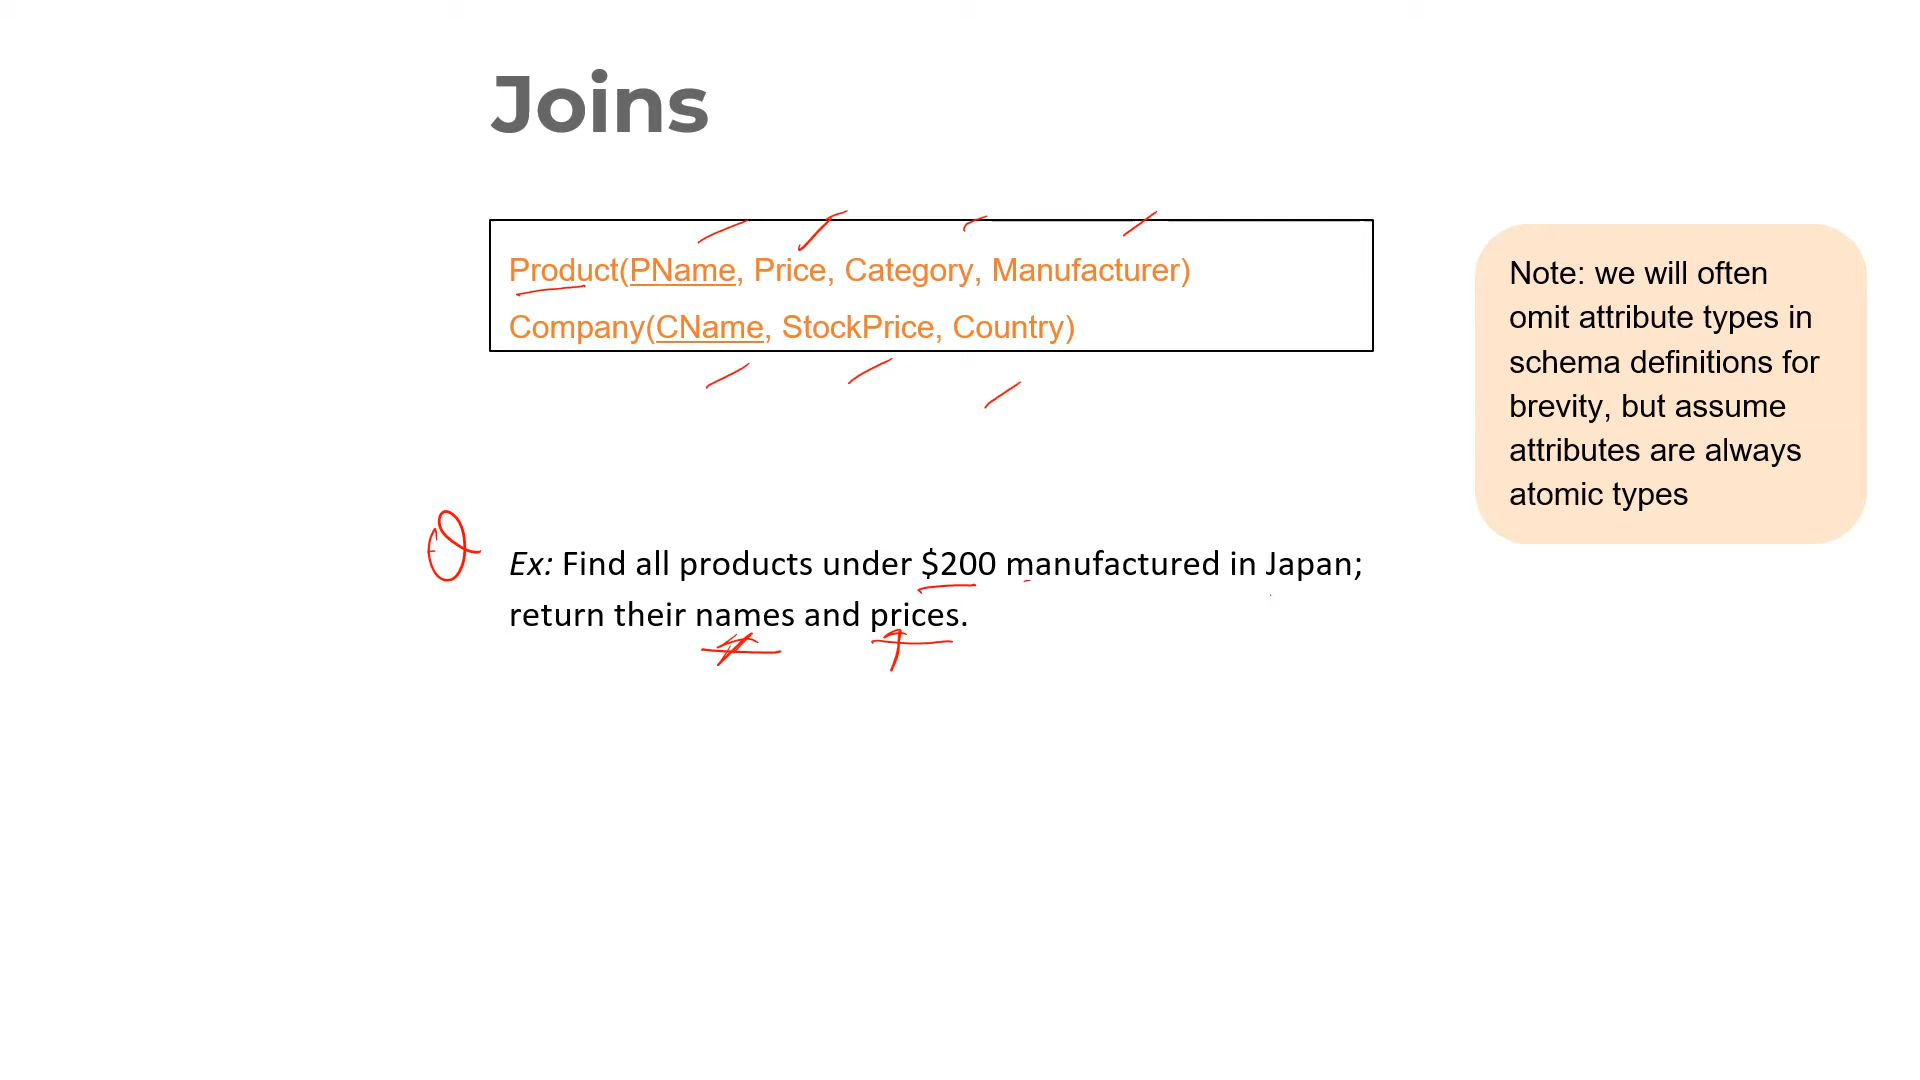 Joins
Product(PName, Price, Category, Manufacturer)
Company(CName, StockPrice, Country)
Note: we will often
omit attribute types in
schema definitions for
brevity, but assume
attributes are always
atomic types
Ex: Find all products under $200 manufactured in Japan;
return their names and prices.